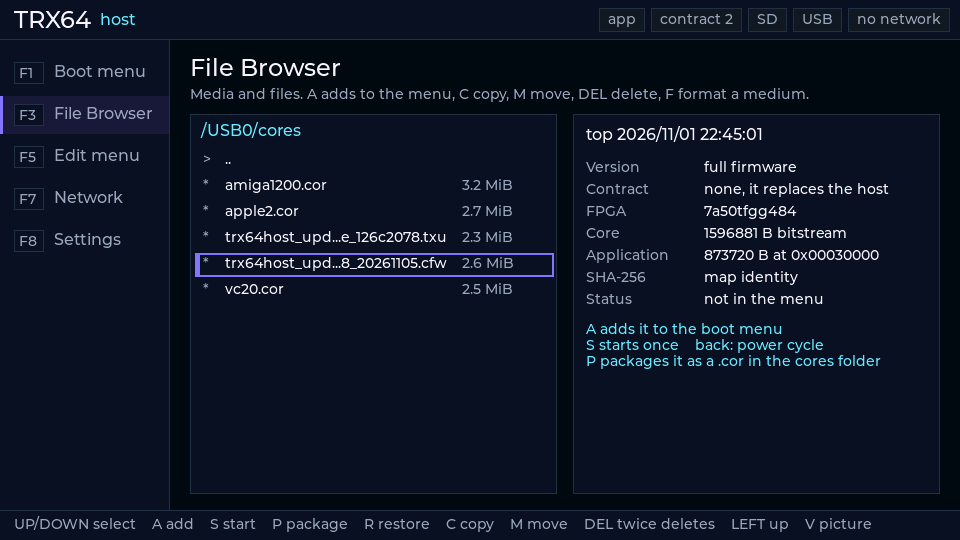 TRX64 host app contract 2 SD USB no network
F1 Boot menu
F3 File Browser
F5 Edit menu
F7 Network
F8 Settings
File Browser
Media and files. A adds to the menu, C copy, M move, DEL delete, F format a medium.
/USB0/cores
> ..
* amiga1200.cor 3.2 MiB
* apple2.cor 2.7 MiB
* trx64host_upd...e_126c2078.txu 2.3 MiB
* trx64host_upd...8_20261105.cfw 2.6 MiB
* vc20.cor 2.5 MiB
top 2026/11/01 22:45:01
Version full firmware
Contract none, it replaces the host
FPGA 7a50tfgg484
Core 1596881 B bitstream
Application 873720 B at 0x00030000
SHA-256 map identity
Status not in the menu
A adds it to the boot menu
S starts once back: power cycle
P packages it as a .cor in the cores folder
UP/DOWN select A add S start P package R restore C copy M move DEL twice deletes LEFT up V picture